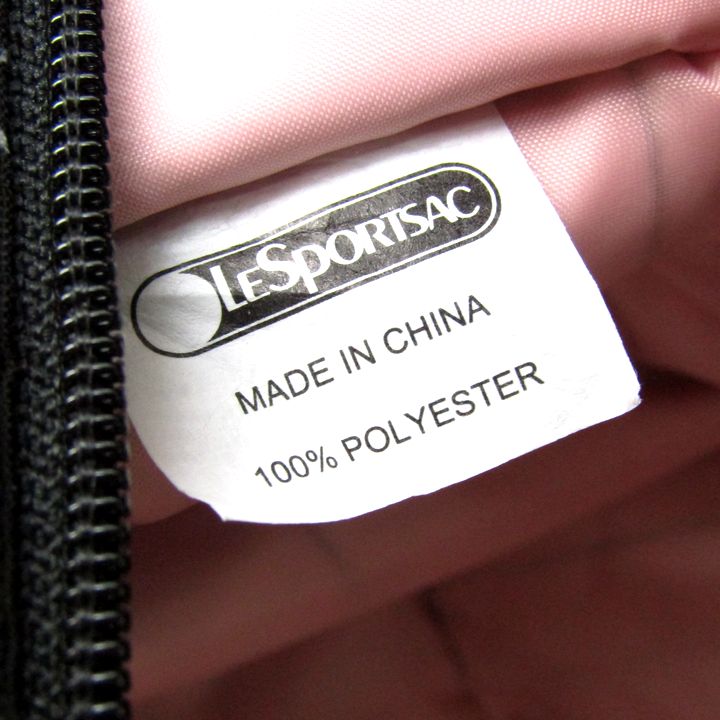 LeSportsac
MADE IN CHINA
100% POLYESTER